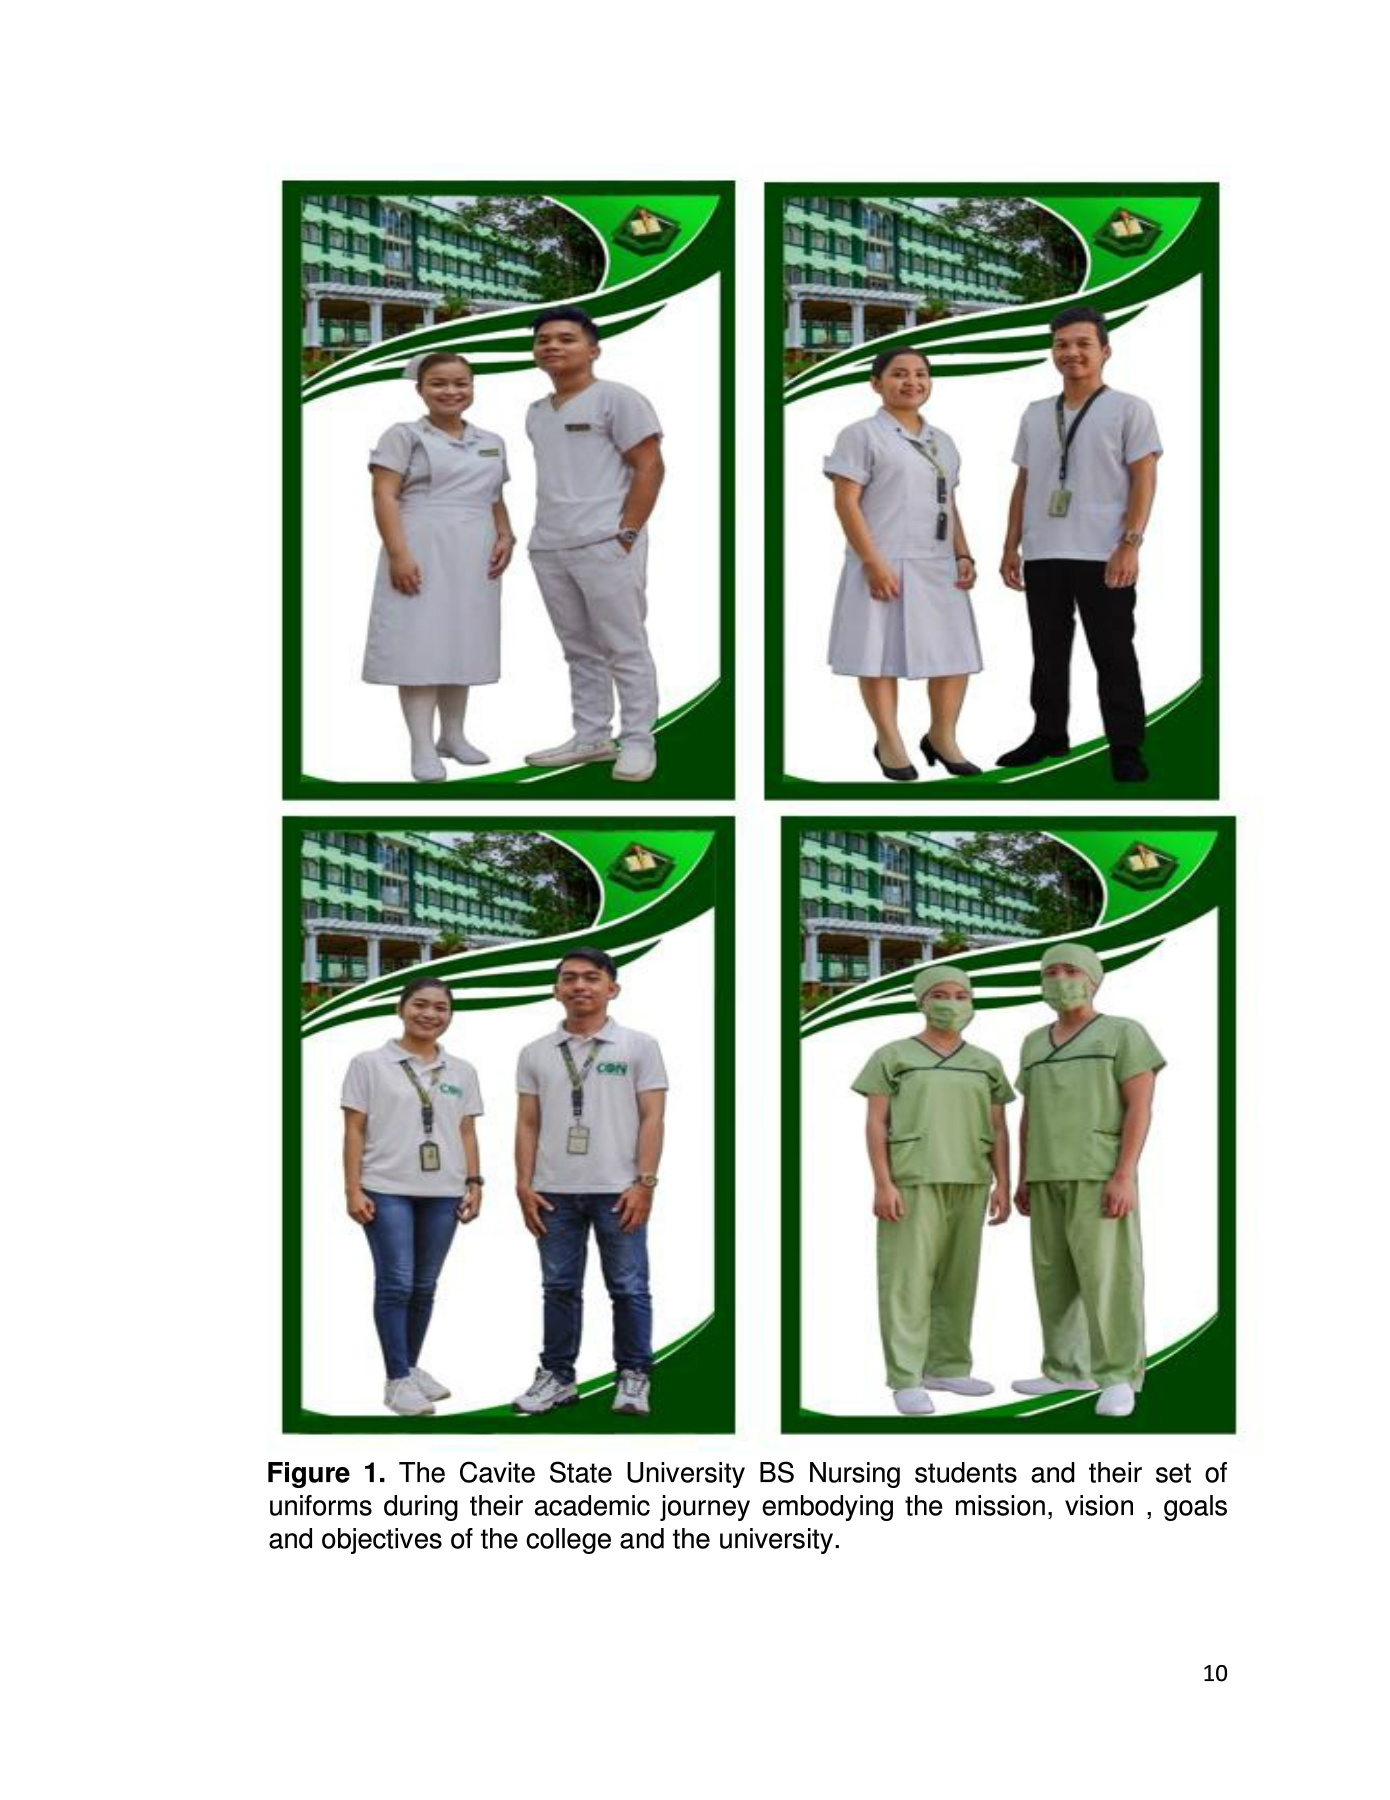 CON
CON
Figure 1. The Cavite State University BS Nursing students and their set of
uniforms during their academic journey embodying the mission, vision , goals
and objectives of the college and the university.
10